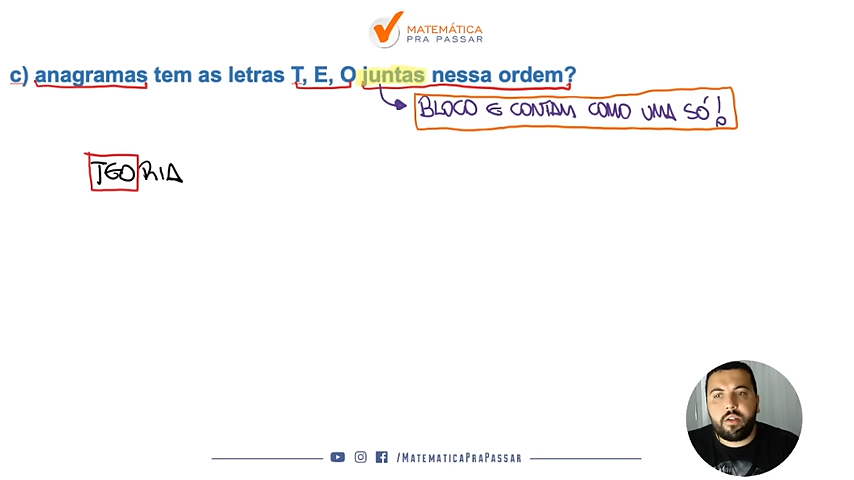 MATEMÁTICA
PRA PASSAR
c) anagramas tem as letras T, E, O juntas nessa ordem?
BLOCO E CONTAM COMO UMA SÓ!
TEORIA
/MATEMATICAPRAPASSAR